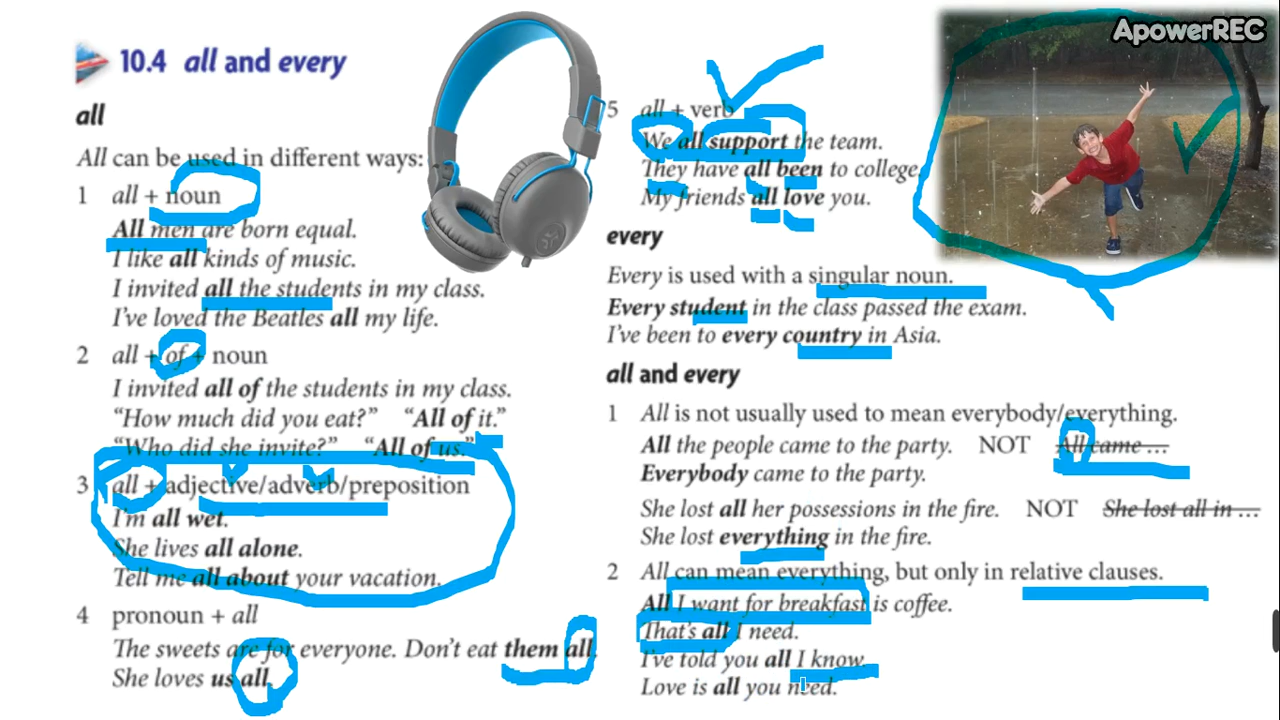 ApowerREC
10.4 all and every
all
All can be used in different ways:
1 all + noun
All men are born equal.
I like all kinds of music.
I invited all the students in my class.
I've loved the Beatles all my life.
2 all + of + noun
I invited all of the students in my class.
"How much did you eat?" "All of it."
"Who did she invite?" "All of us."
3 all + adjective/adverb/preposition
I'm all wet.
She lives all alone.
Tell me all about your vacation.
4 pronoun + all
The sweets are for everyone. Don't eat them all.
She loves us all.
5 all + verb
We all support the team.
They have all been to college.
My friends all love you.
every
Every is used with a singular noun.
Every student in the class passed the exam.
I've been to every country in Asia.
all and every
1 All is not usually used to mean everybody/everything.
All the people came to the party. NOT All came ...
Everybody came to the party.
She lost all her possessions in the fire. NOT She lost all in ...
She lost everything in the fire.
2 All can mean everything, but only in relative clauses.
All I want for breakfast is coffee.
That's all I need.
I've told you all I know.
Love is all you need.